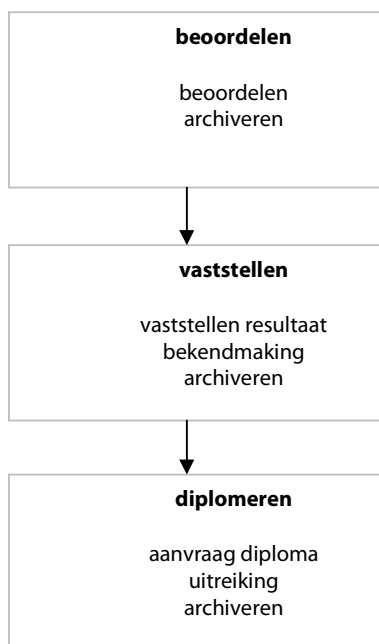 beoordelen
beoordelen
archiveren
vaststellen
vaststellen resultaat
bekendmaking
archiveren
diplomeren
aanvraag diploma
uitreiking
archiveren